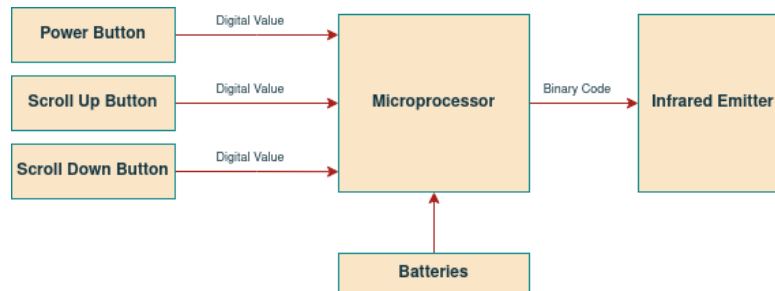 Power Button
Digital Value
Scroll Up Button
Digital Value
Microprocessor
Binary Code
Infrared Emitter
Scroll Down Button
Digital Value
Batteries